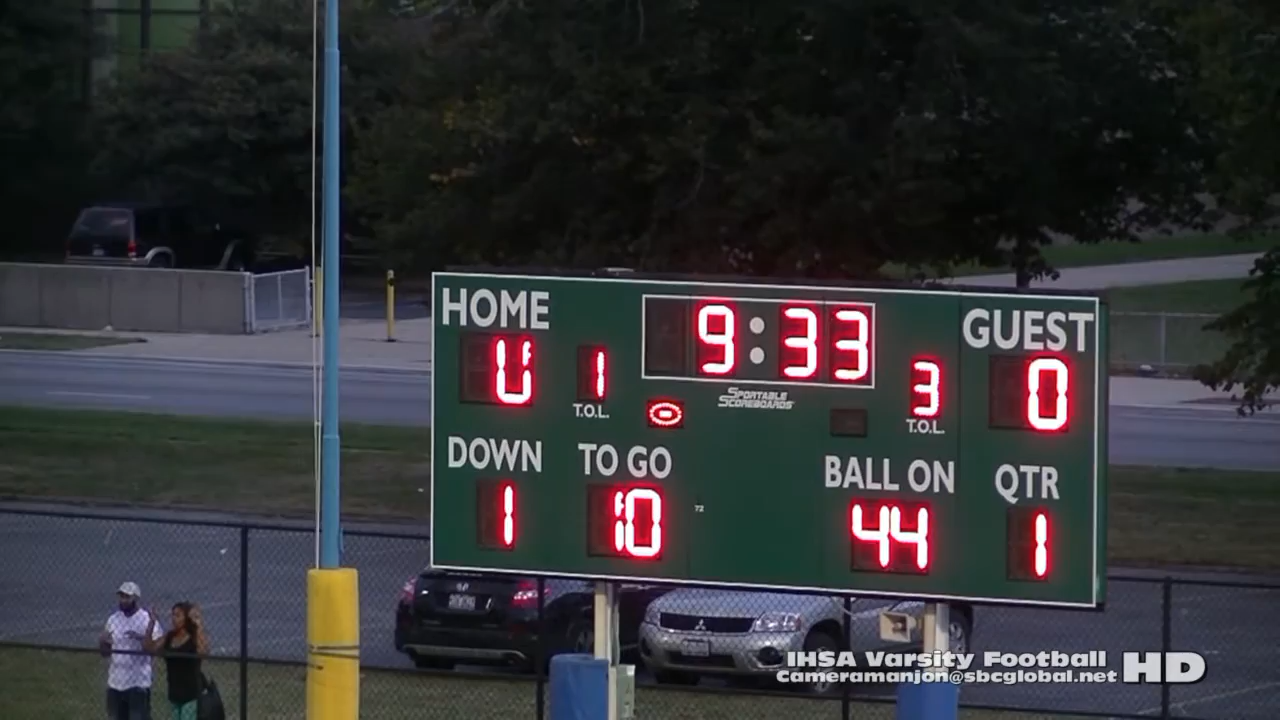 HOME 9:33 GUEST
1 3 0
T.O.L. SPORTABLE SCOREBOARDS T.O.L.
DOWN TO GO BALL ON QTR
1 10 72 44 1
IHSA Varsity Football HD
cameramanjon@sbcglobal.net